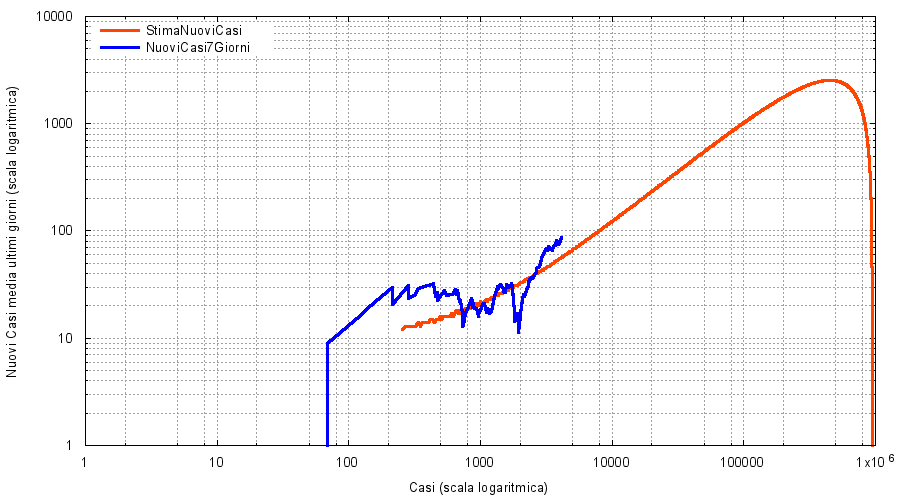 StimaNuoviCasi
NuoviCasi7Giorni
Nuovi Casi media ultimi giorni (scala logaritmica)
10000
1000
100
10
1
1 10 100 1000 10000 100000 1x10 6
Casi (scala logaritmica)